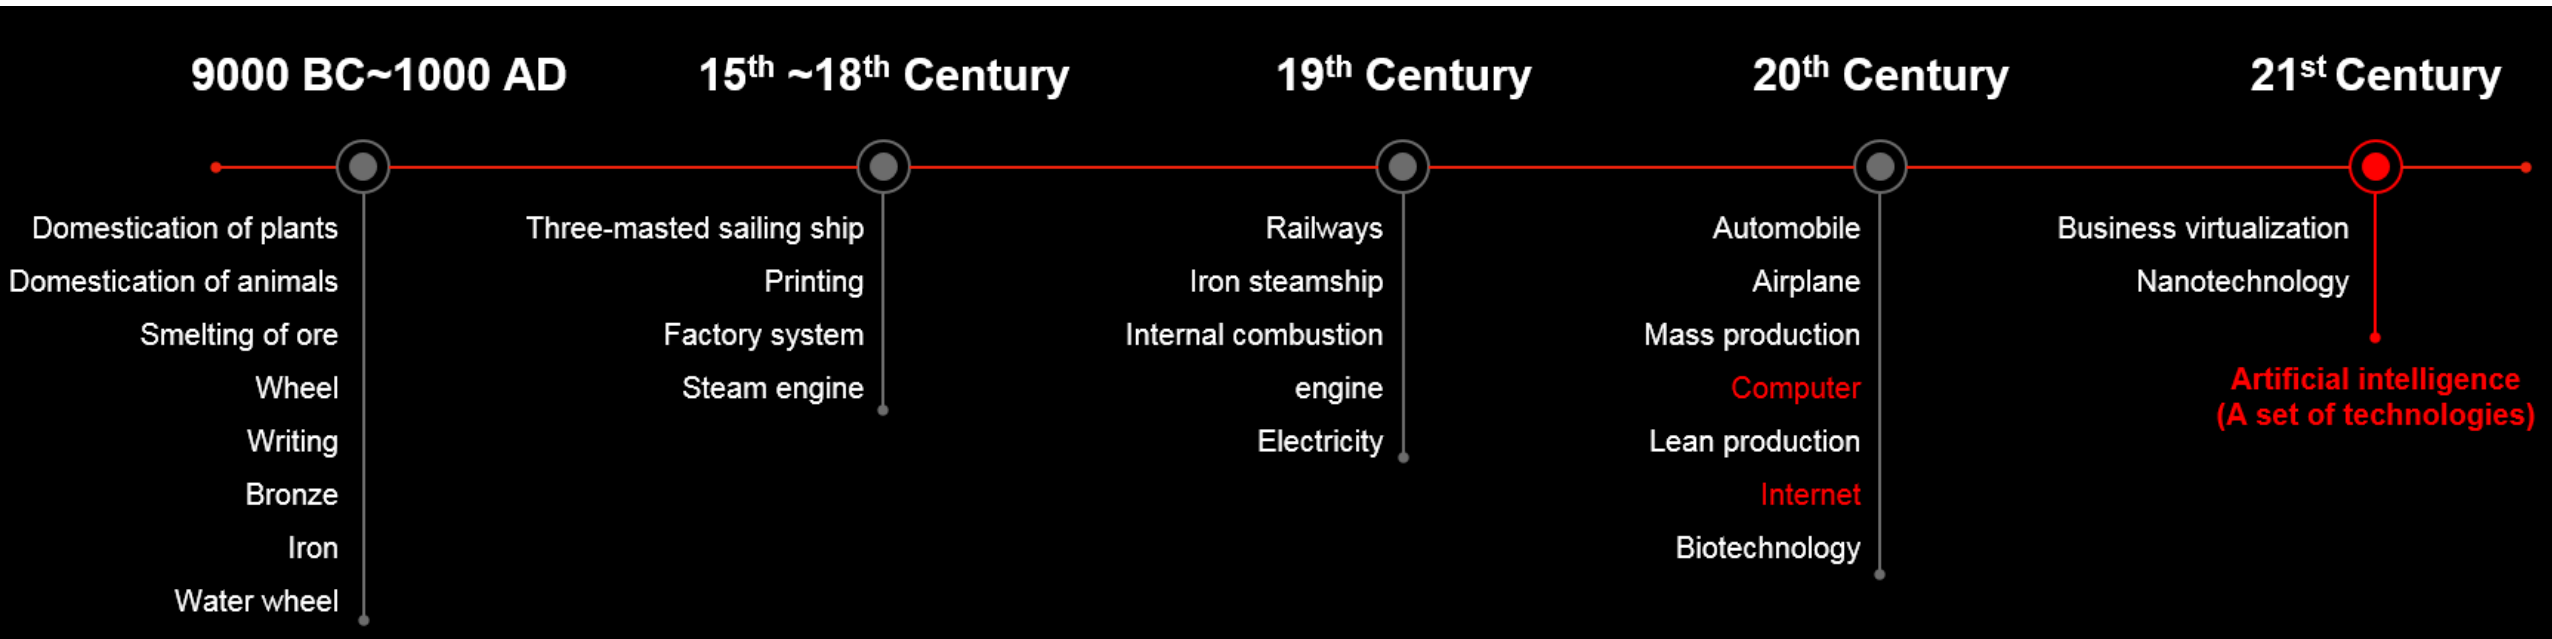 9000 BC~1000 AD
Domestication of plants
Domestication of animals
Smelting of ore
Wheel
Writing
Bronze
Iron
Water wheel
15th ~18th Century
Three-masted sailing ship
Printing
Factory system
Steam engine
19th Century
Railways
Iron steamship
Internal combustion
engine
Electricity
20th Century
Automobile
Airplane
Mass production
Computer
Lean production
Internet
Biotechnology
21st Century
Business virtualization
Nanotechnology
Artificial intelligence
(A set of technologies)